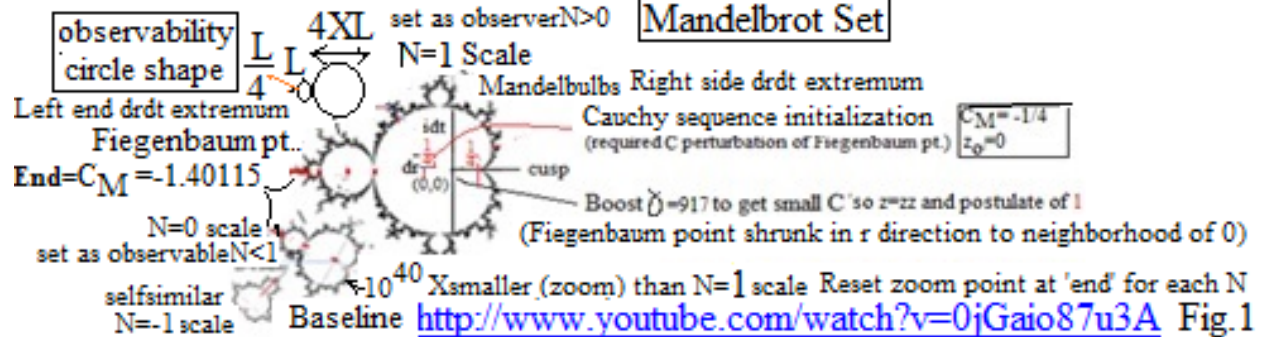 observability
circle shape
L
4
L
4XL
set as observerN>0
N=1 Scale
Mandelbrot Set
Mandelbulbs Right side drdt extremum
Left end drdt extremum
Fiegenbaum pt..
End=CM =-1.40115
idt
dr
(0,0)
cusp
Cauchy sequence initialization
(required C perturbation of Fiegenbaum pt.)
CM=-1/4
zo=0
Boost γ=917 to get small C so z=zz and postulate of 1
(Fiegenbaum point shrunk in r direction to neighborhood of 0)
N=0 scale
set as observableN<1
selfsimilar
N=-1 scale
10^40 Xsmaller (zoom) than N=1 scale Reset zoom point at 'end' for each N
Baseline http://www.youtube.com/watch?v=0jGaio87u3A Fig.1